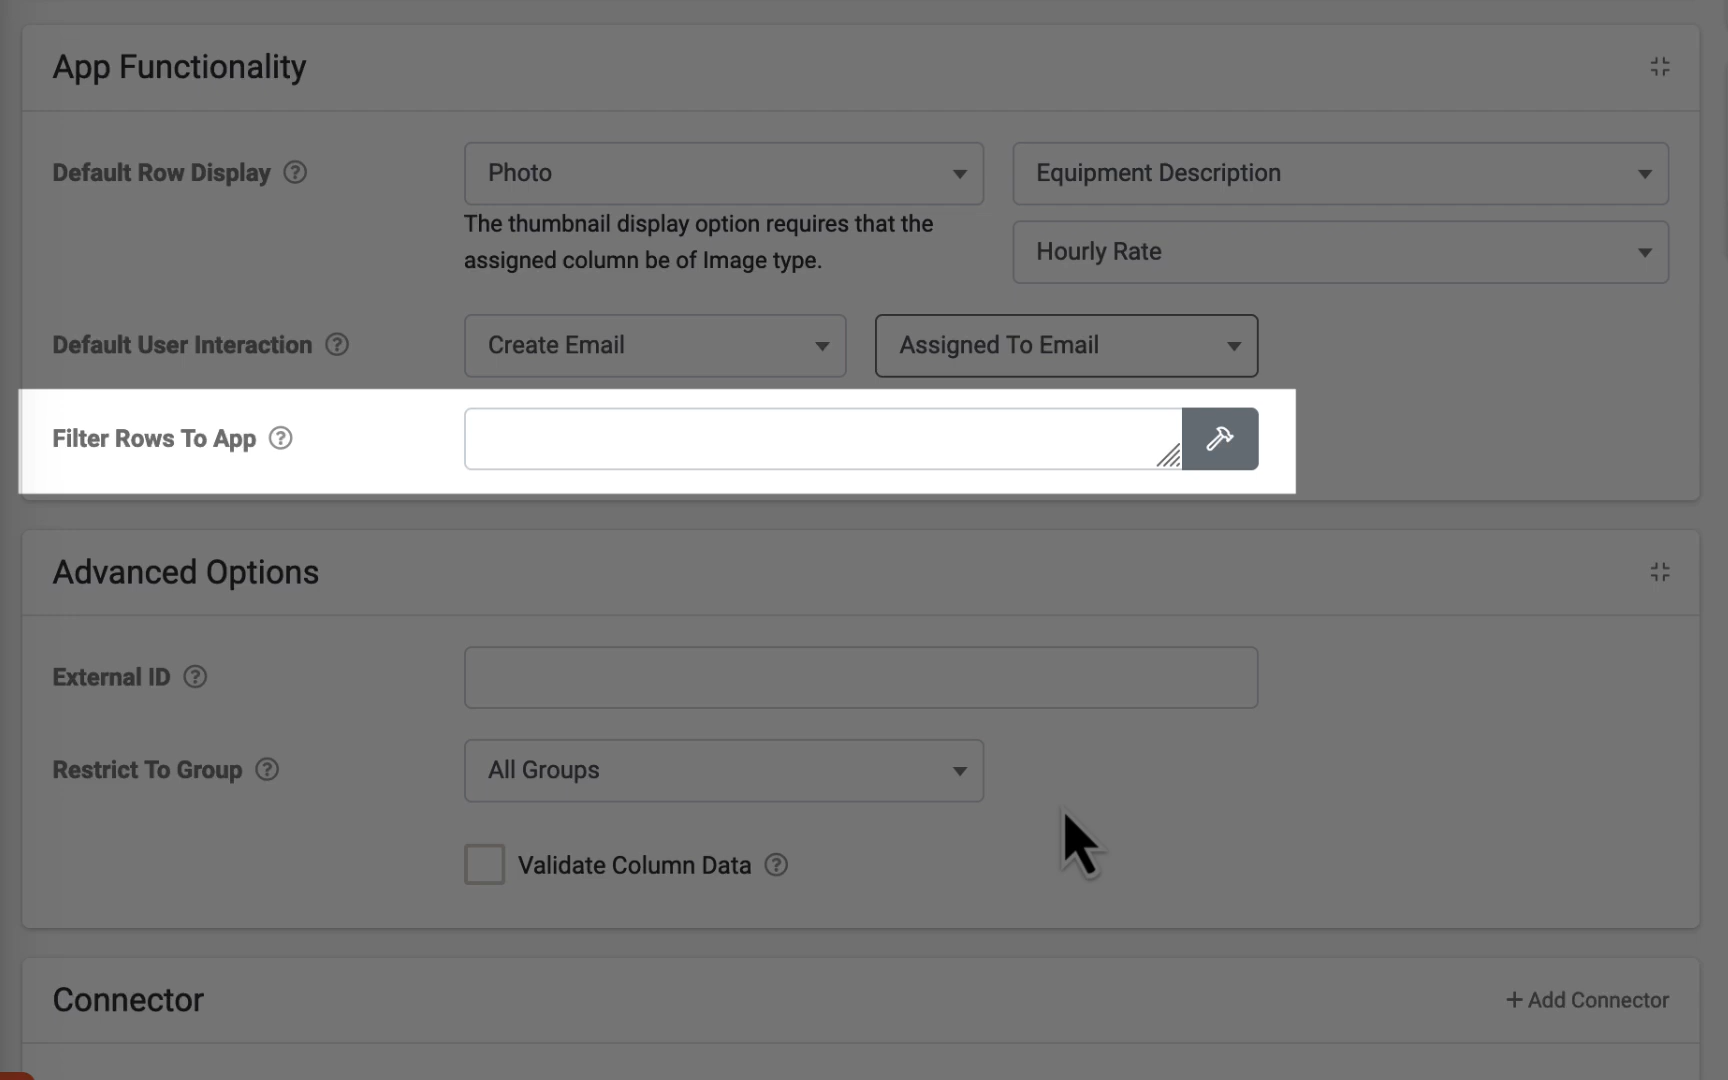 App Functionality
Default Row Display
Photo
Equipment Description
The thumbnail display option requires that the
assigned column be of Image type.
Hourly Rate
Default User Interaction
Create Email
Assigned To Email
Filter Rows To App
Advanced Options
External ID
Restrict To Group
All Groups
Validate Column Data
Connector
+ Add Connector